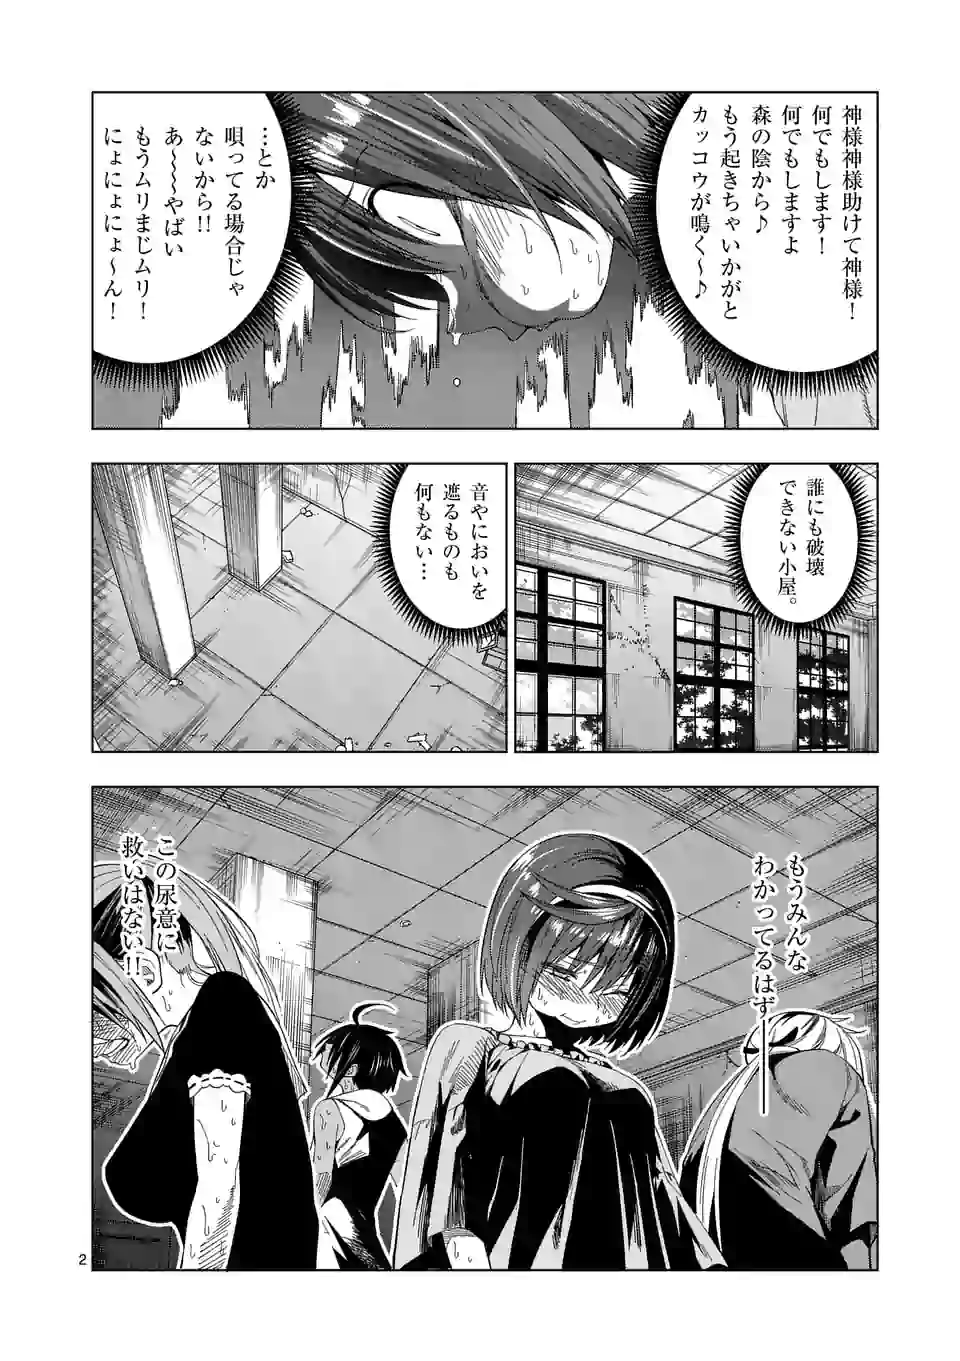 神様神様助けて神様！
何でもします！
何でもしますよ
森の陰から♪
もう起きちゃいかがと
カッコウが鳴く～♪
…とか
唄ってる場合じゃ
ないから!!
あ～～～やばい
もうムリまじムリ！
にょにょにょ～ん！
誰にも破壊
できない小屋。
音やにおいを
遮るものも
何もない…
もうみんな
わかってるはず――
この尿意に
救いはない!!
2